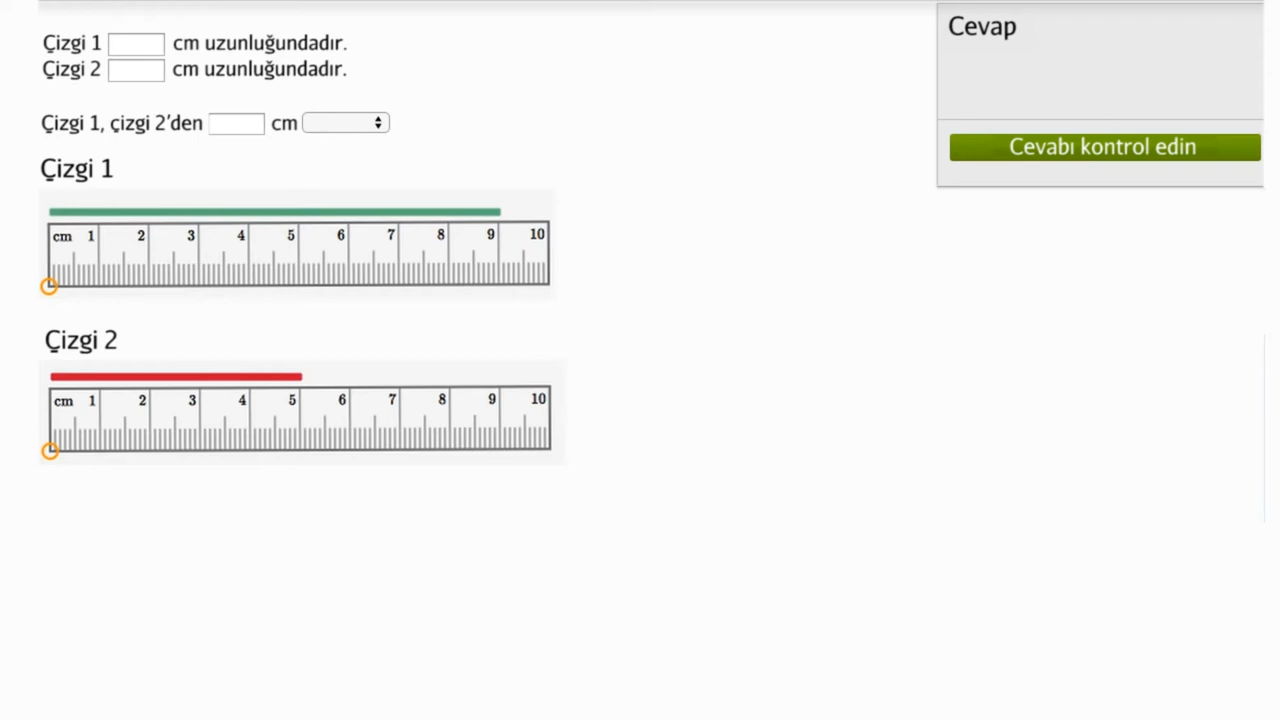 Çizgi 1 cm uzunluğundadır.
Çizgi 2 cm uzunluğundadır.
Çizgi 1, çizgi 2’den cm
Çizgi 1
cm 1 2 3 4 5 6 7 8 9 10
Çizgi 2
cm 1 2 3 4 5 6 7 8 9 10
Cevap
Cevabı kontrol edin